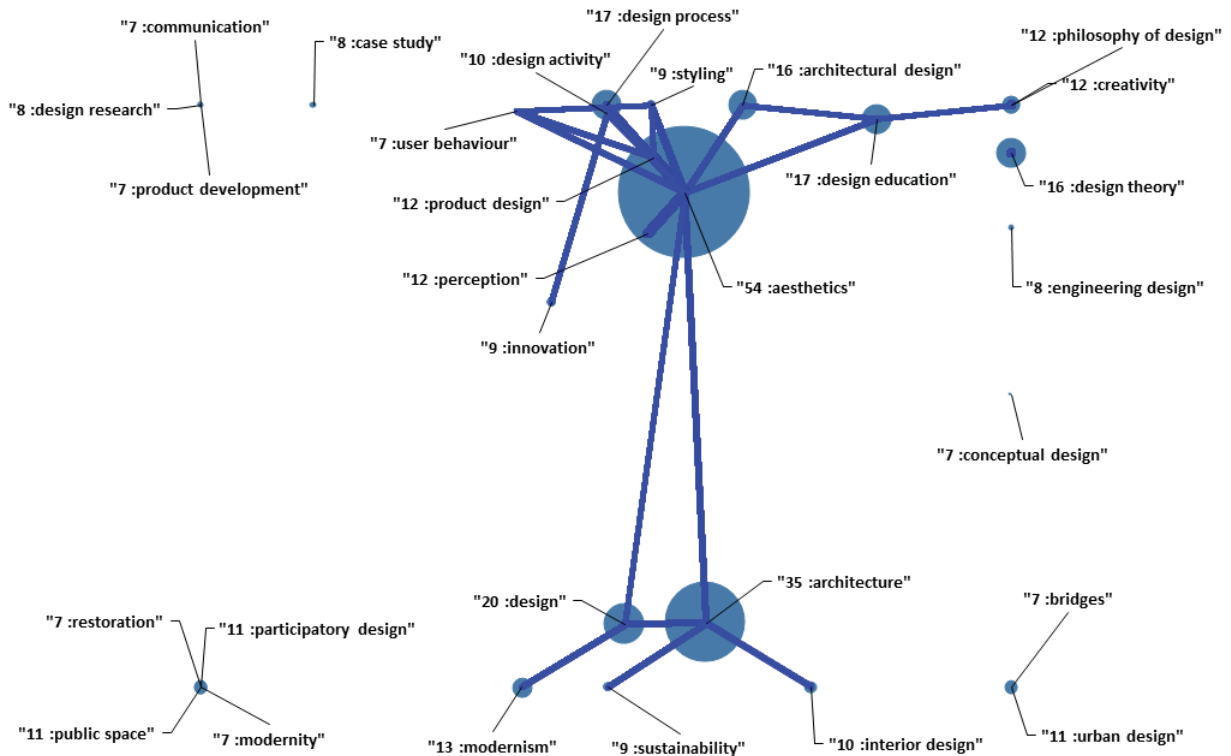 "7 :communication"
"8 :case study"
"17 :design process"
"10 :design activity"
"9 :styling"
"16 :architectural design"
"12 :philosophy of design"
"12 :creativity"
"8 :design research"
"7 :user behaviour"
"7 :product development"
"12 :product design"
"17 :design education"
"16 :design theory"
"12 :perception"
"54 :aesthetics"
"8 :engineering design"
"9 :innovation"
"7 :conceptual design"
"20 :design"
"35 :architecture"
"7 :bridges"
"7 :restoration"
"11 :participatory design"
"11 :public space"
"7 :modernity"
"13 :modernism"
"9 :sustainability"
"10 :interior design"
"11 :urban design"